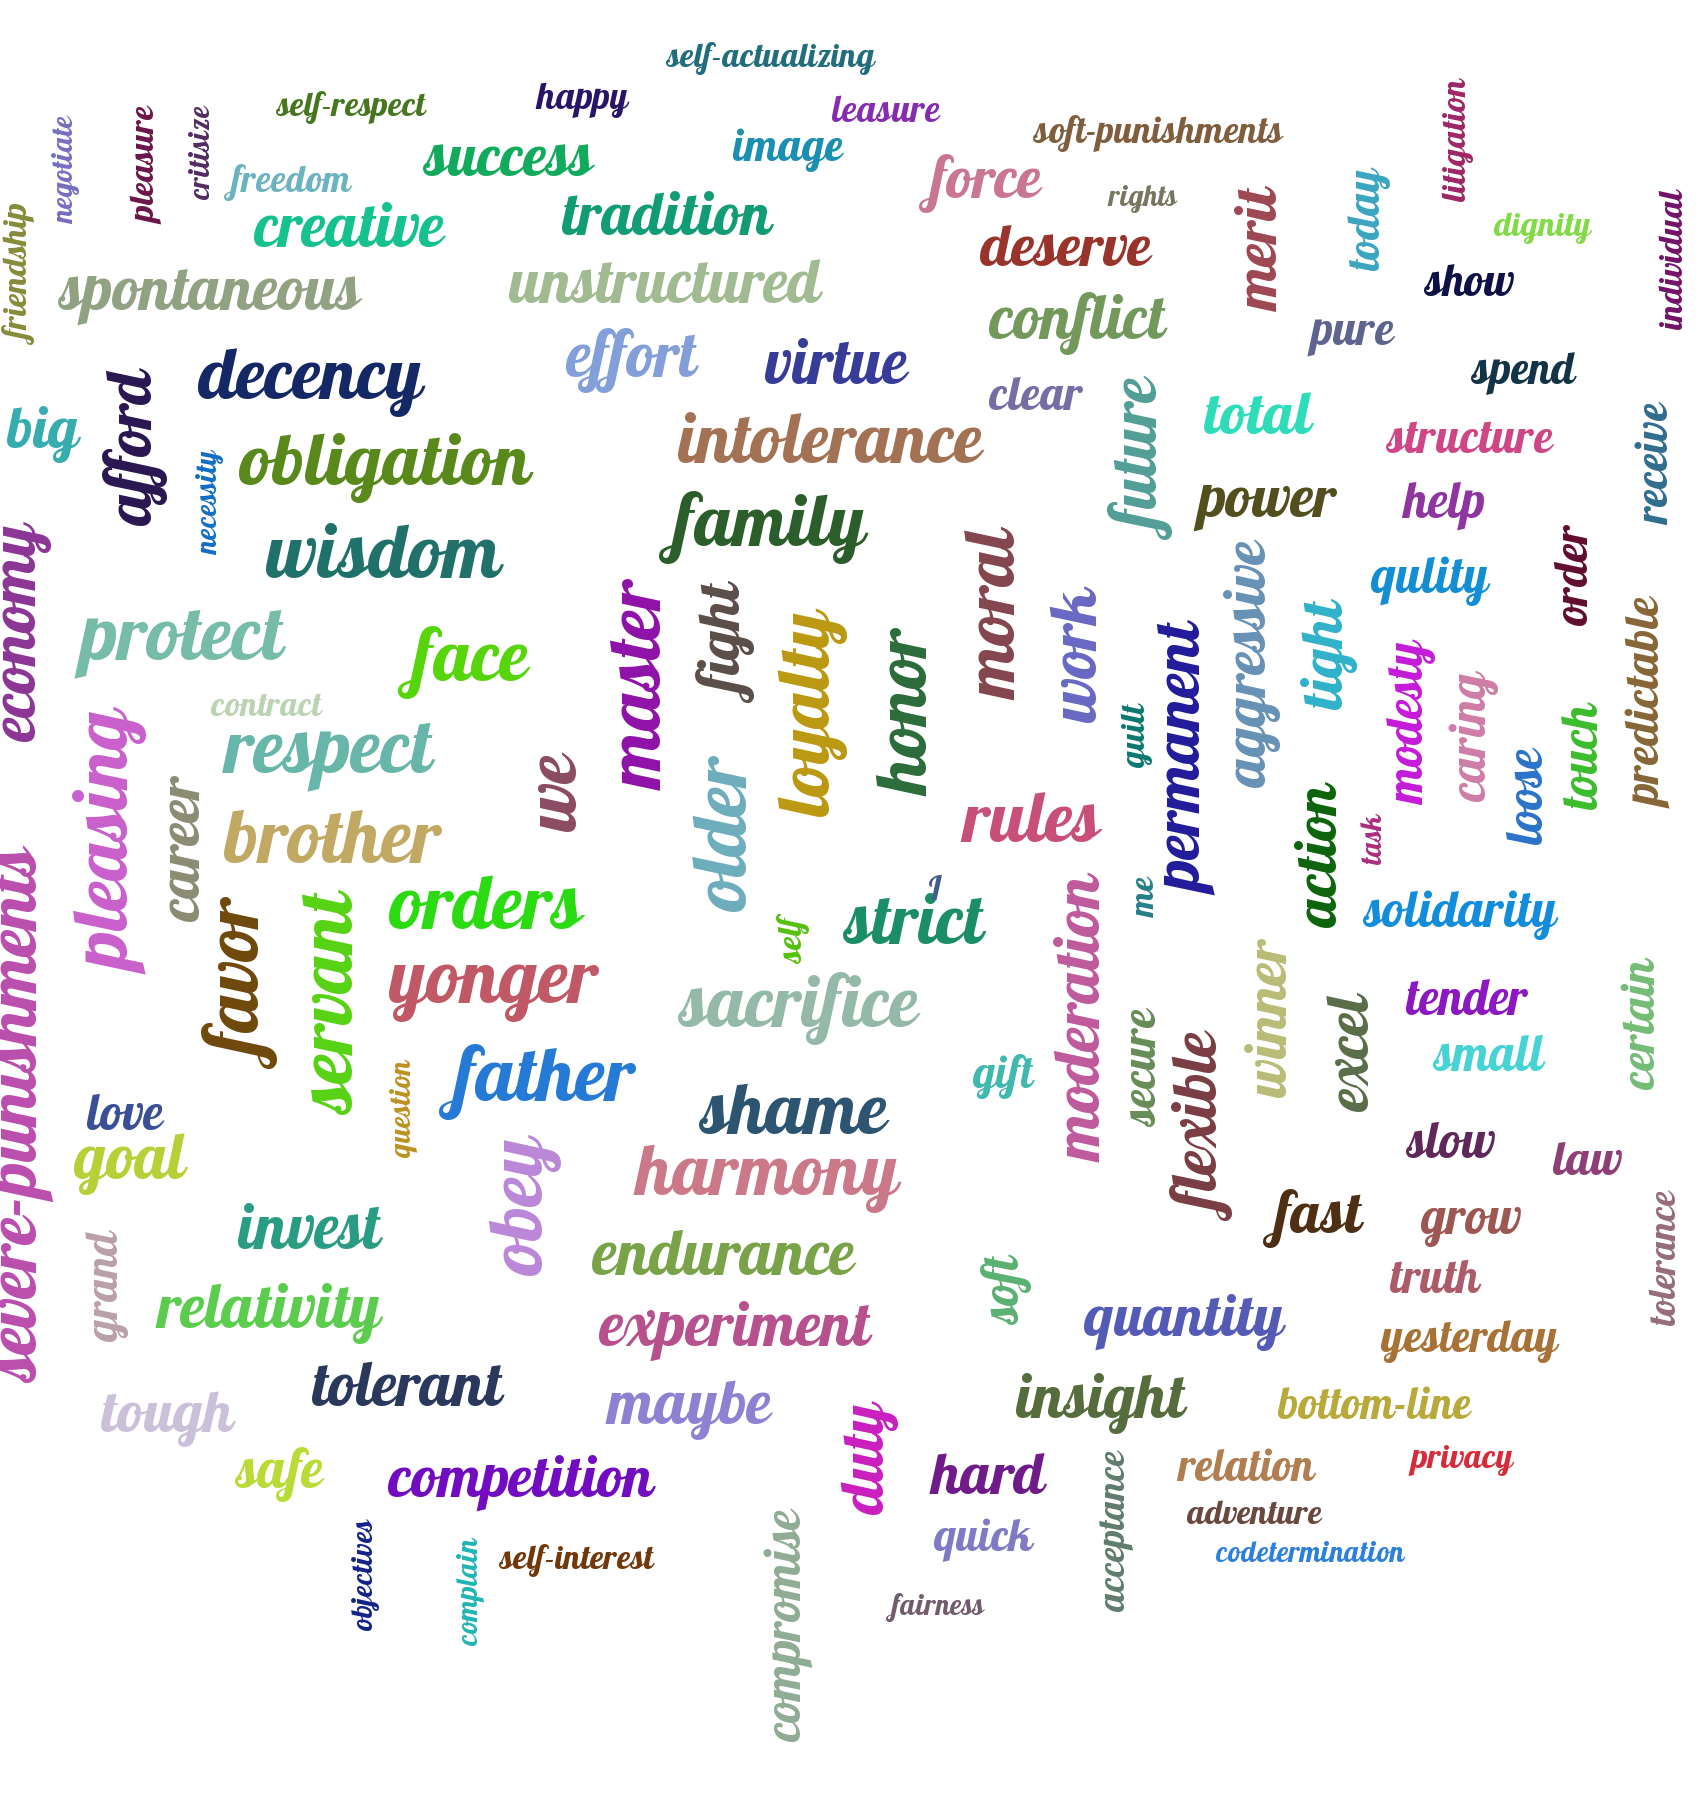 self-actualizing
self-respect
happy
leasure
litigation
negotiate
pleasure
critisize
freedom
success
image
soft-punishments
force
rights
merit
today
dignity
individual
friendship
creative
tradition
deserve
show
spontaneous
unstructured
conflict
pure
decency
effort
virtue
clear
future
spend
big
afford
necessity
obligation
intolerance
total
structure
receive
economy
wisdom
family
power
help
order
moral
aggressive
qulity
protect
face
master
fight
loyalty
honor
work
permanent
tight
modesty
caring
touch
predictable
contract
respect
guilt
pleasing
career
we
older
loose
brother
rules
action
task
severe-punishments
fawor
servant
orders
self
I
strict
me
moderation
solidarity
yonger
sacrifice
secure
flexible
winner
excel
tender
certain
small
father
question
gift
love
goal
shame
obey
harmony
slow
law
grand
invest
endurance
soft
fast
grow
tolerance
relativity
experiment
quantity
truth
yesterday
tolerant
maybe
insight
bottom-line
tough
duty
safe
competition
hard
acceptance
relation
privacy
quick
adventure
objectives
complain
self-interest
compromise
codetermination
fairness